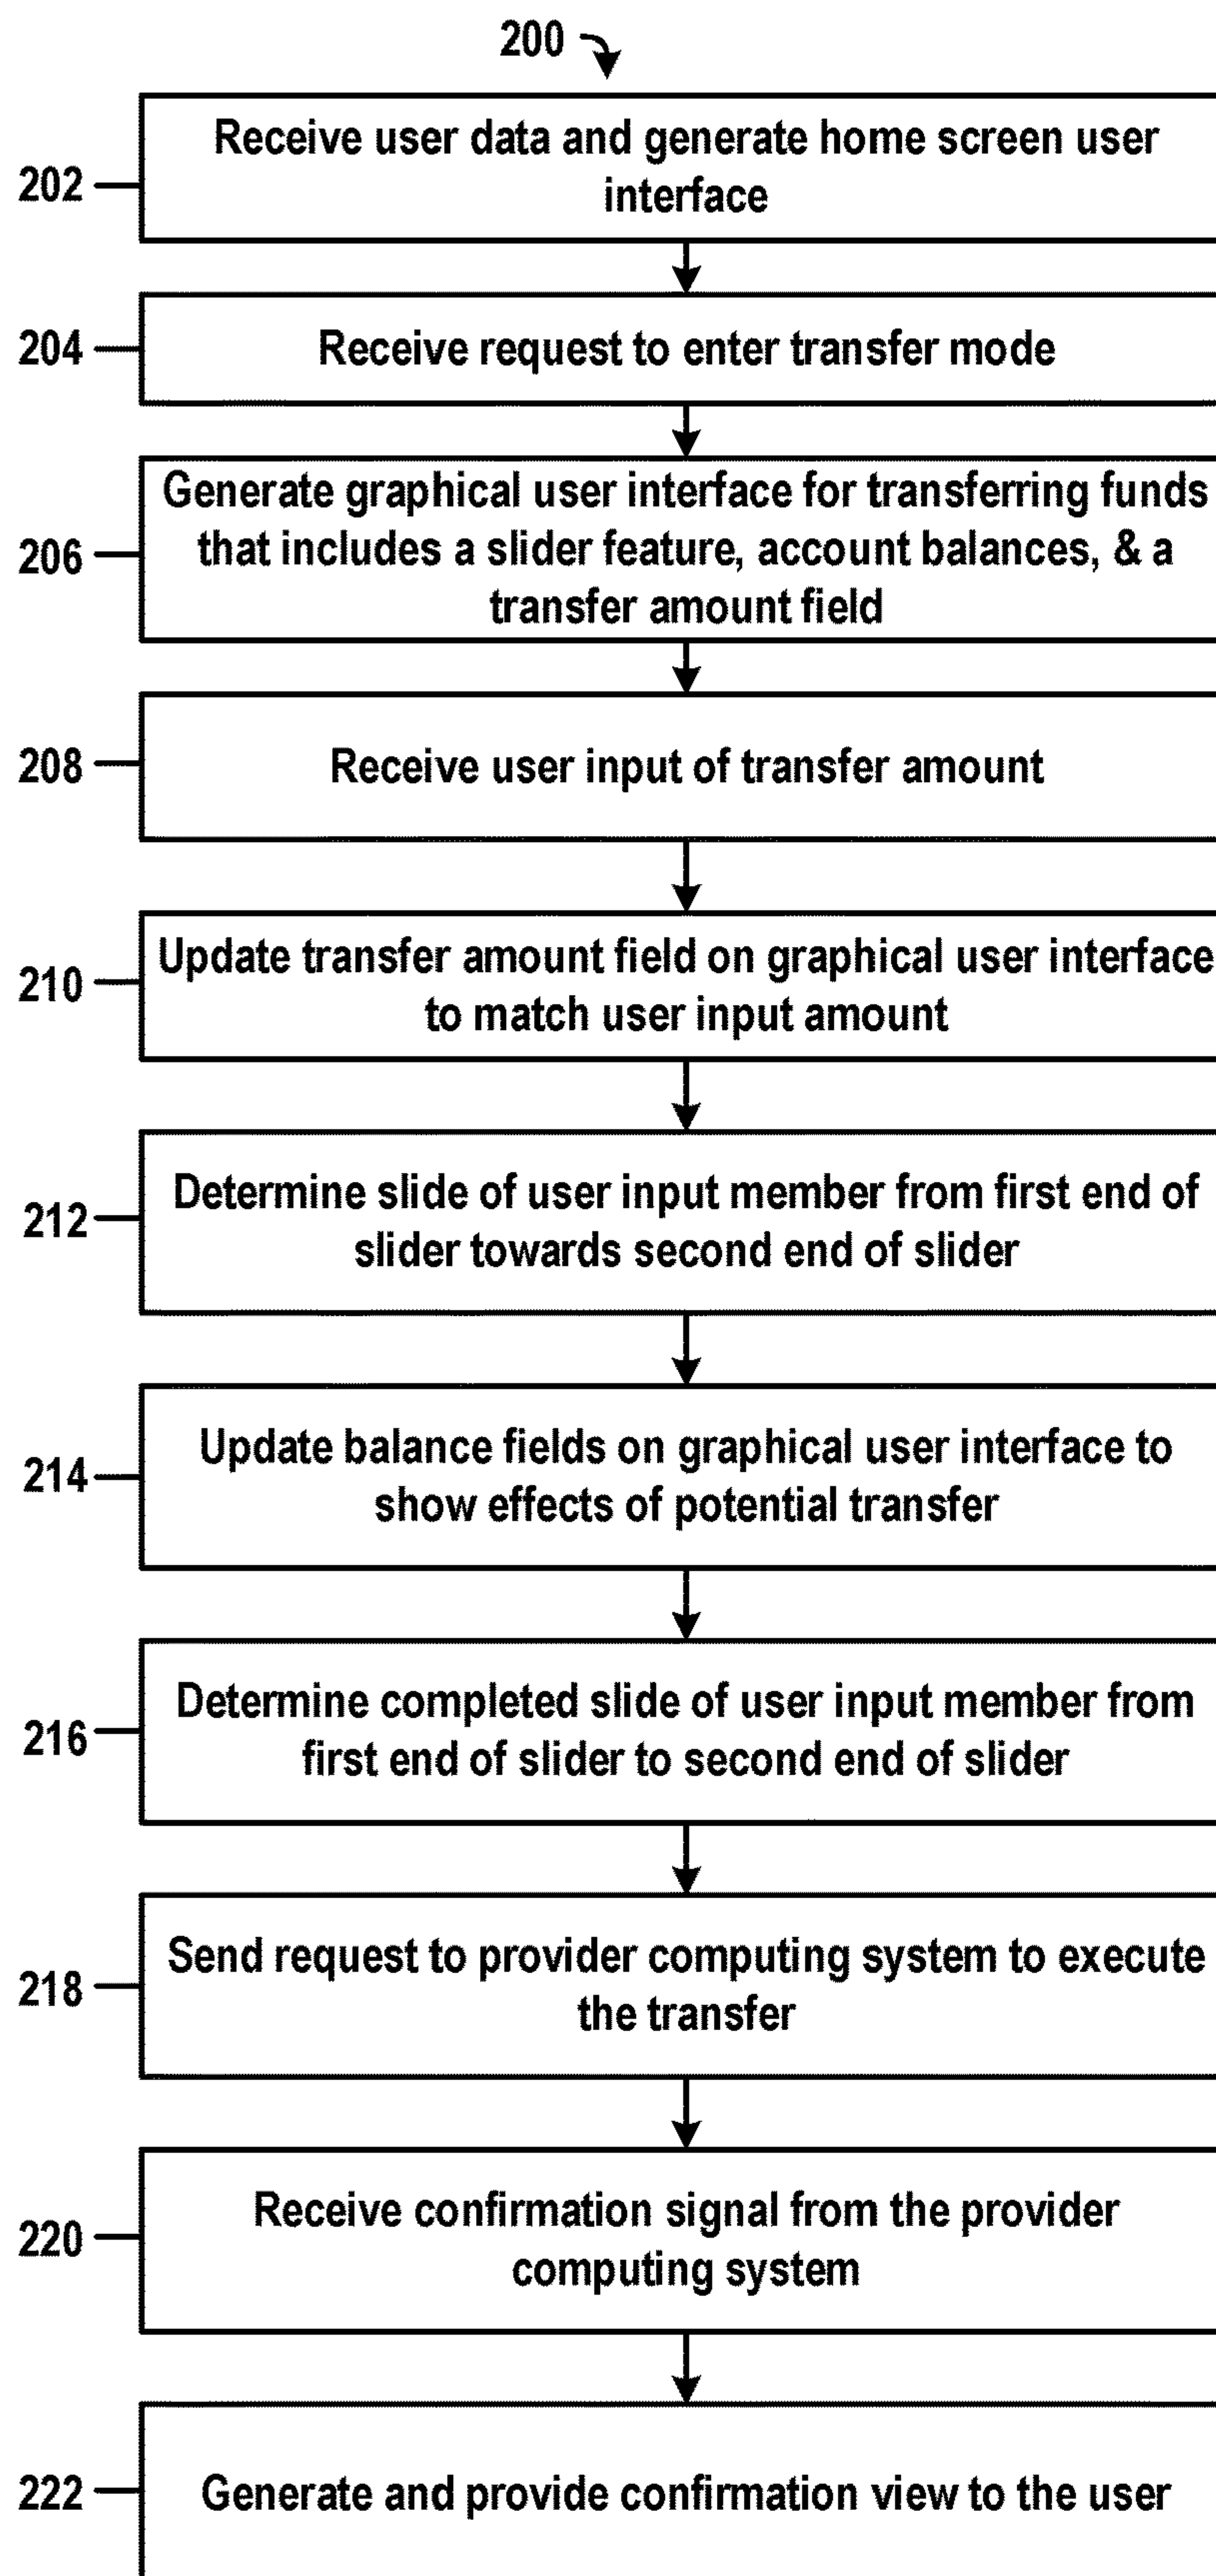 200
202
Receive user data and generate home screen user
interface
204
Receive request to enter transfer mode
206
Generate graphical user interface for transferring funds
that includes a slider feature, account balances, & a
transfer amount field
208
Receive user input of transfer amount
210
Update transfer amount field on graphical user interface
to match user input amount
212
Determine slide of user input member from first end of
slider towards second end of slider
214
Update balance fields on graphical user interface to
show effects of potential transfer
216
Determine completed slide of user input member from
first end of slider to second end of slider
218
Send request to provider computing system to execute
the transfer
220
Receive confirmation signal from the provider
computing system
222
Generate and provide confirmation view to the user